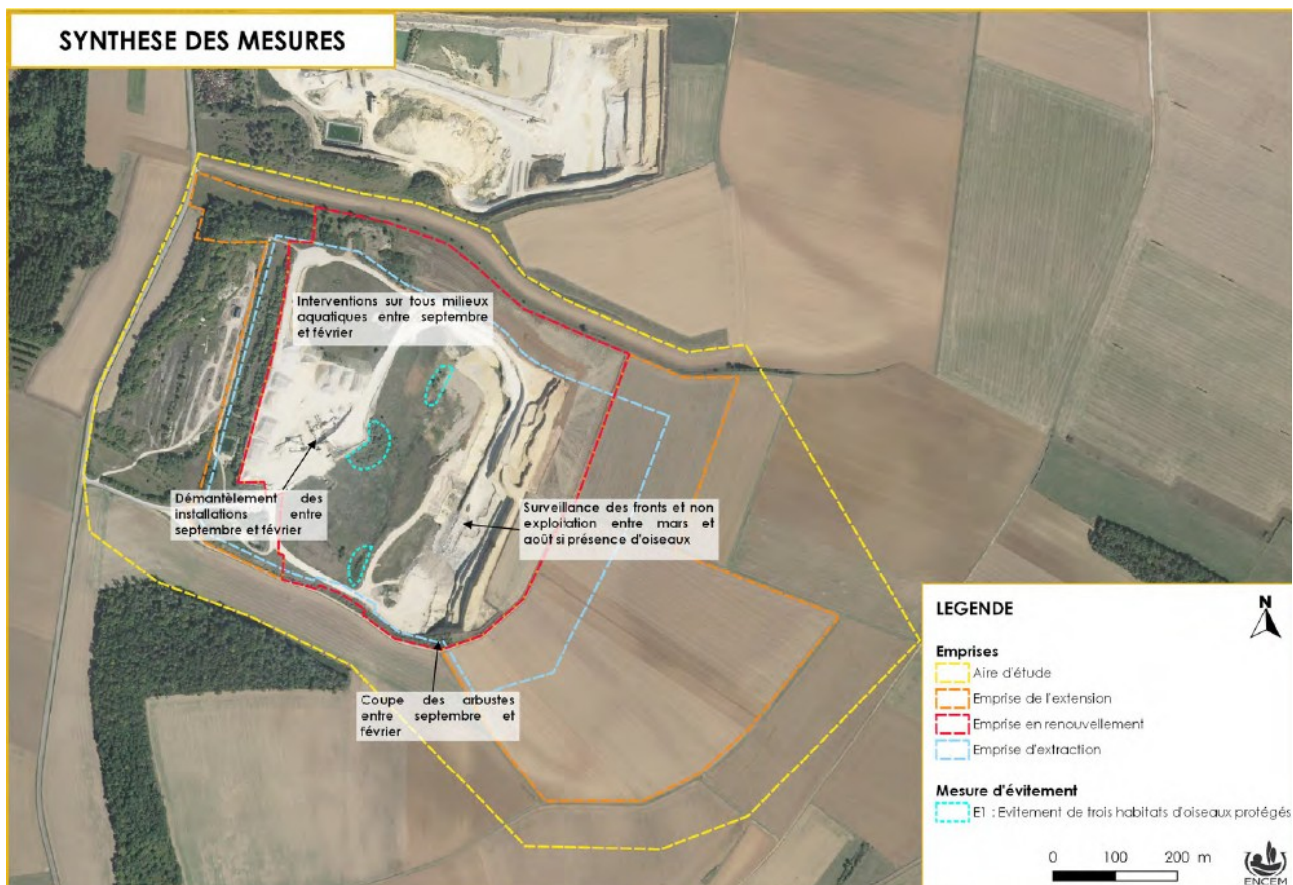 SYNTHESE DES MESURES
Interventions sur tous milieux
aquatiques entre septembre
et février
Démantèlement des
installations entre
septembre et février
Surveillance des fronts et non
exploitation entre mars et
août si présence d'oiseaux
Coupe des arbustes
entre septembre et
février
LEGENDE
N
Emprises
Aire d'étude
Emprise de l'extension
Emprise en renouvellement
Emprise d'extraction
Mesure d'évitement
E1 : Evitement de trois habitats d'oiseaux protégés
0 100 200 m
ENCEM